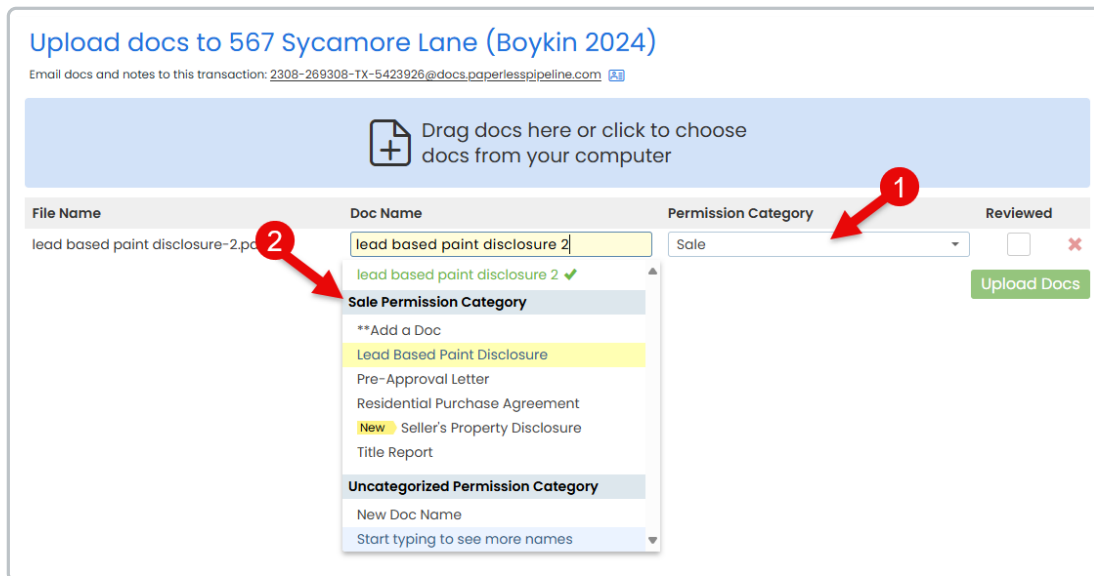 Upload docs to 567 Sycamore Lane (Boykin 2024)
Email docs and notes to this transaction: 2308-269308-TX-5423926@docs.paperlesspipeline.com
Drag docs here or click to choose
docs from your computer
1
File Name Doc Name Permission Category Reviewed
2
lead based paint disclosure-2.pd lead based paint disclosure 2 Sale
lead based paint disclosure 2
Upload Docs
Sale Permission Category
**Add a Doc
Lead Based Paint Disclosure
Pre-Approval Letter
Residential Purchase Agreement
New Seller's Property Disclosure
Title Report
Uncategorized Permission Category
New Doc Name
Start typing to see more names